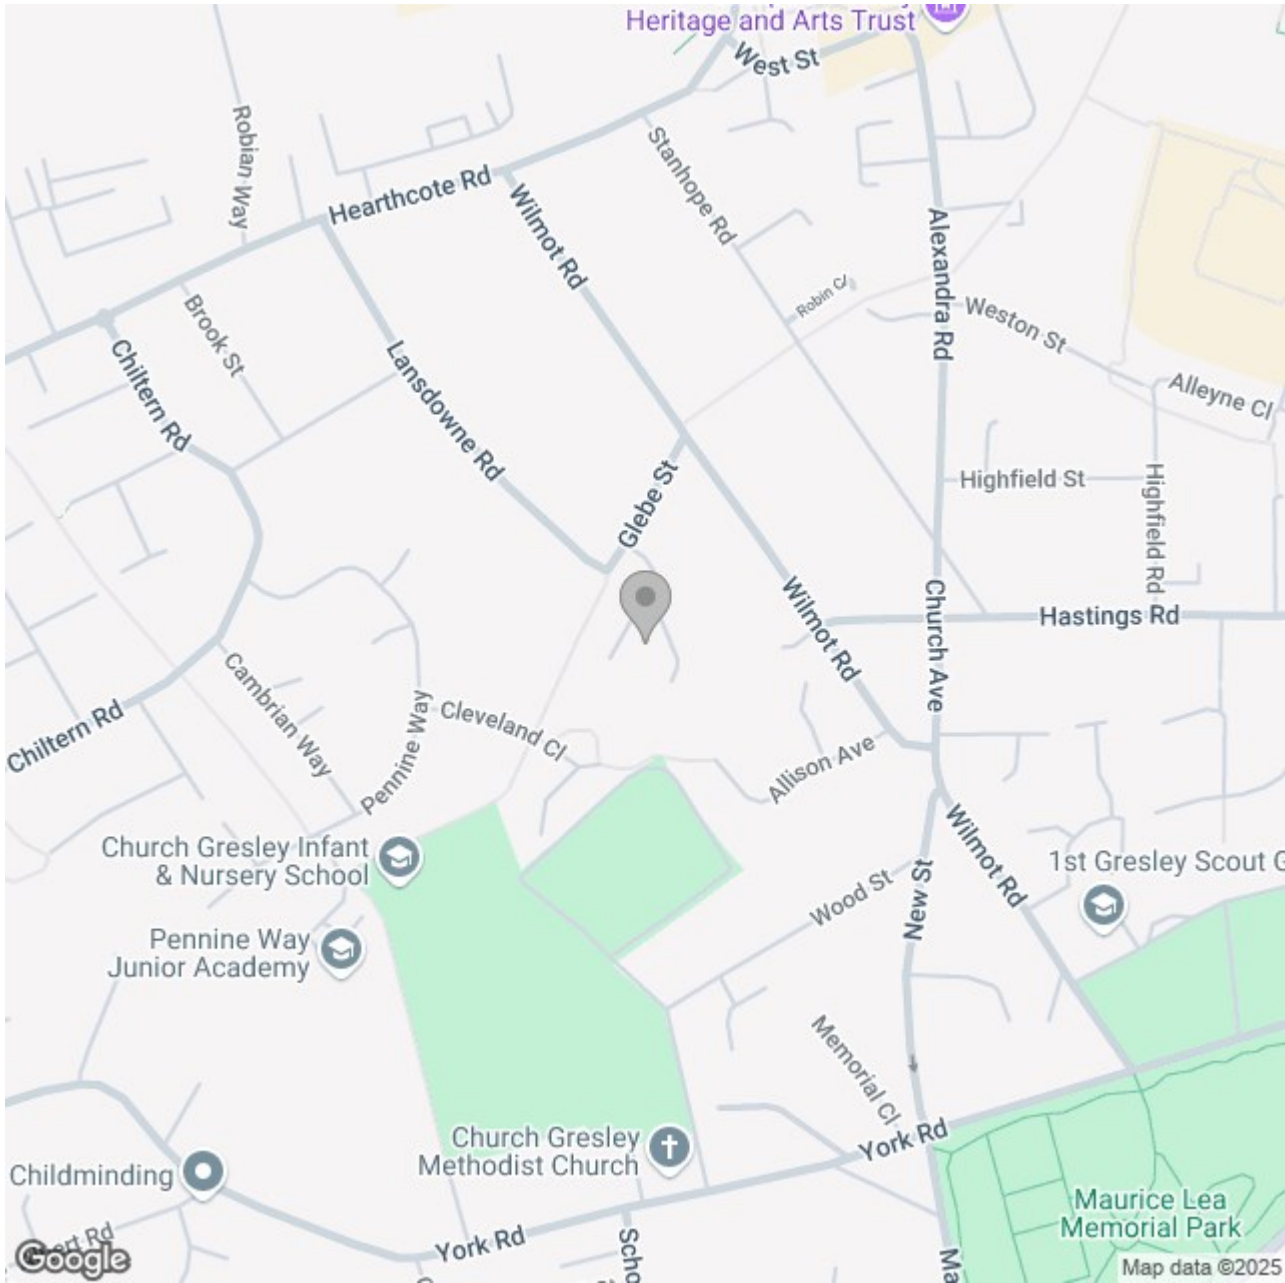 Heritage and Arts Trust
West St
Robian Way
Stanhope Rd
Hearthcote Rd
Wilmot Rd
Alexandra Rd
Robin Cl
Brook St
Weston St
Chiltern Rd
Lansdowne Rd
Alleyne Cl
Glebe St
Highfield St
Highfield Rd
Wilmot Rd
Church Ave
Hastings Rd
Cambrian Way
Pennine Way
Cleveland Cl
Chiltern Rd
Allison Ave
Wilmot Rd
Church Gresley Infant
& Nursery School
1st Gresley Scout G
Wood St
New St
Pennine Way
Junior Academy
Memorial Cl
Church Gresley
Methodist Church
York Rd
Childminding
Maurice Lea
Memorial Park
Rd
York Rd
Scho
Ma
Google
Map data ©2025